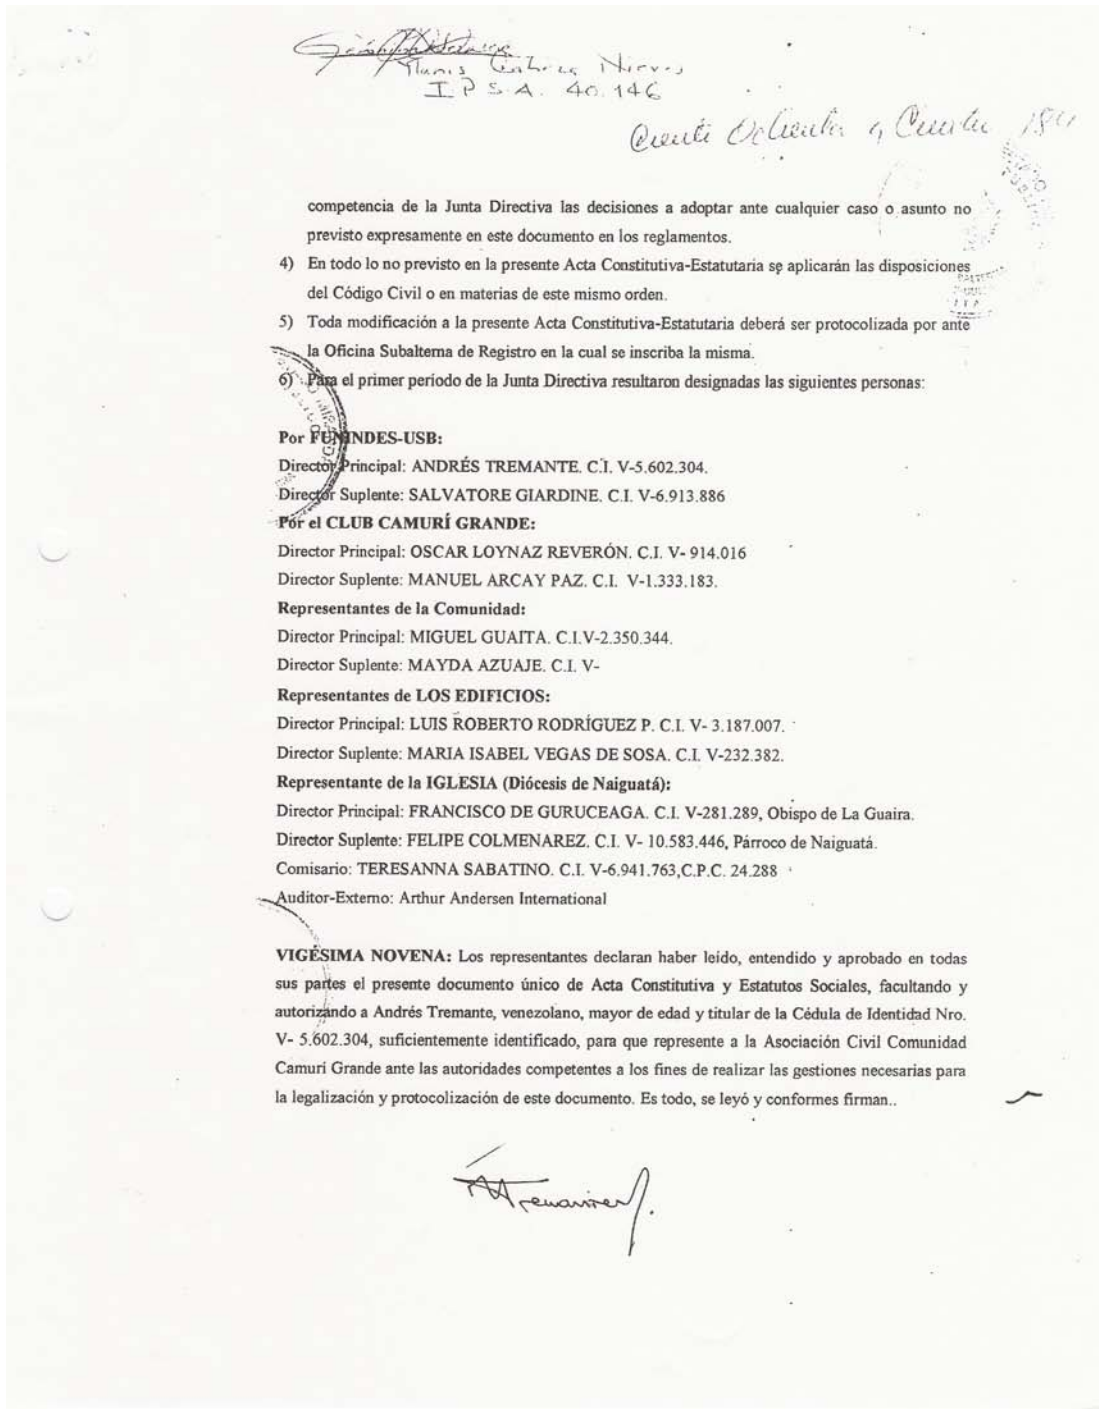 I.P.S.A. 40.146
Ciento Ochenta y Cuatro 184
competencia de la Junta Directiva las decisiones a adoptar ante cualquier caso o asunto no
previsto expresamente en este documento en los reglamentos.
4) En todo lo no previsto en la presente Acta Constitutiva-Estatutaria se aplicarán las disposiciones
del Código Civil o en materias de este mismo orden.
5) Toda modificación a la presente Acta Constitutiva-Estatutaria deberá ser protocolizada por ante
la Oficina Subalterna de Registro en la cual se inscriba la misma.
6) Para el primer período de la Junta Directiva resultaron designadas las siguientes personas:
Por FUNINDES-USB:
Director Principal: ANDRÉS TREMANTE. C.I. V-5.602.304.
Director Suplente: SALVATORE GIARDINE. C.I. V-6.913.886
Por el CLUB CAMURÍ GRANDE:
Director Principal: OSCAR LOYNAZ REVERÓN. C.I. V- 914.016
Director Suplente: MANUEL ARCAY PAZ. C.I. V-1.333.183.
Representantes de la Comunidad:
Director Principal: MIGUEL GUAITA. C.I.V-2.350.344.
Director Suplente: MAYDA AZUAJE. C.I. V-
Representantes de LOS EDIFICIOS:
Director Principal: LUIS ROBERTO RODRÍGUEZ P. C.I. V- 3.187.007.
Director Suplente: MARIA ISABEL VEGAS DE SOSA. C.I. V-232.382.
Representante de la IGLESIA (Diócesis de Naiguatá):
Director Principal: FRANCISCO DE GURUCEAGA. C.I. V-281.289, Obispo de La Guaira.
Director Suplente: FELIPE COLMENAREZ. C.I. V- 10.583.446, Párroco de Naiguatá.
Comisario: TERESANNA SABATINO. C.I. V-6.941.763,C.P.C. 24.288
Auditor-Externo: Arthur Andersen International
VIGÉSIMA NOVENA: Los representantes declaran haber leído, entendido y aprobado en todas
sus partes el presente documento único de Acta Constitutiva y Estatutos Sociales, facultando y
autorizando a Andrés Tremante, venezolano, mayor de edad y titular de la Cédula de Identidad Nro.
V- 5.602.304, suficientemente identificado, para que represente a la Asociación Civil Comunidad
Camurí Grande ante las autoridades competentes a los fines de realizar las gestiones necesarias para
la legalización y protocolización de este documento. Es todo, se leyó y conformes firman..